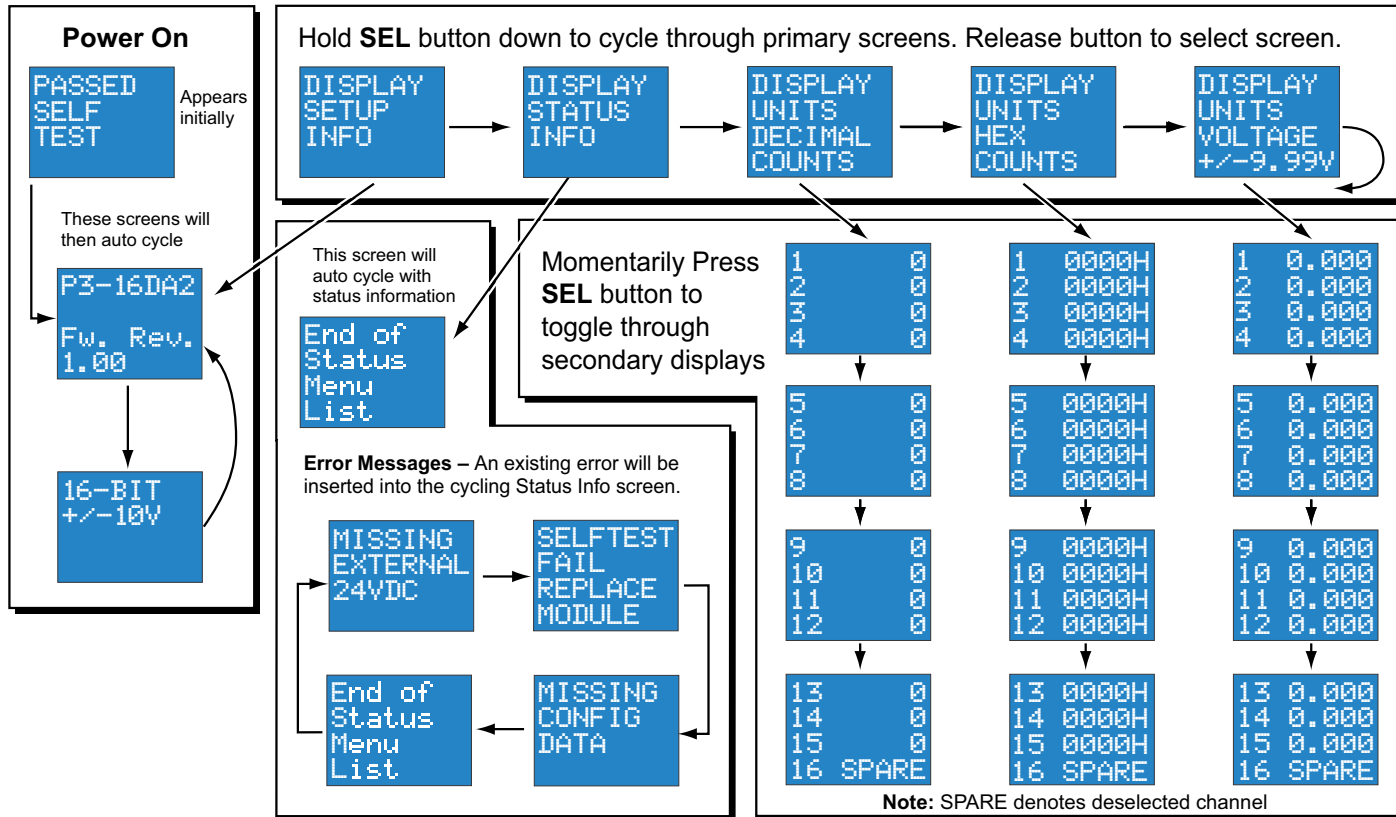 Power On
PASSED
SELF
TEST
Appears
initially
These screens will
then auto cycle
P3-16DA2
Fw. Rev.
1.00
16-BIT
+/-10V
Hold SEL button down to cycle through primary screens. Release button to select screen.
DISPLAY
SETUP
INFO
DISPLAY
STATUS
INFO
DISPLAY
UNITS
DECIMAL
COUNTS
DISPLAY
UNITS
HEX
COUNTS
DISPLAY
UNITS
VOLTAGE
+/-9.99V
This screen will
auto cycle with
status information
End of
Status
Menu
List
Error Messages – An existing error will be
inserted into the cycling Status Info screen.
MISSING
EXTERNAL
24VDC
SELFTEST
FAIL
REPLACE
MODULE
End of
Status
Menu
List
MISSING
CONFIG
DATA
Momentarily Press
SEL button to
toggle through
secondary displays
1 0
2 0
3 0
4 0
5 0
6 0
7 0
8 0
9 0
10 0
11 0
12 0
13 0
14 0
15 0
16 SPARE
1 0000H
2 0000H
3 0000H
4 0000H
5 0000H
6 0000H
7 0000H
8 0000H
9 0000H
10 0000H
11 0000H
12 0000H
13 0000H
14 0000H
15 0000H
16 SPARE
1 0.000
2 0.000
3 0.000
4 0.000
5 0.000
6 0.000
7 0.000
8 0.000
9 0.000
10 0.000
11 0.000
12 0.000
13 0.000
14 0.000
15 0.000
16 SPARE
Note: SPARE denotes deselected channel